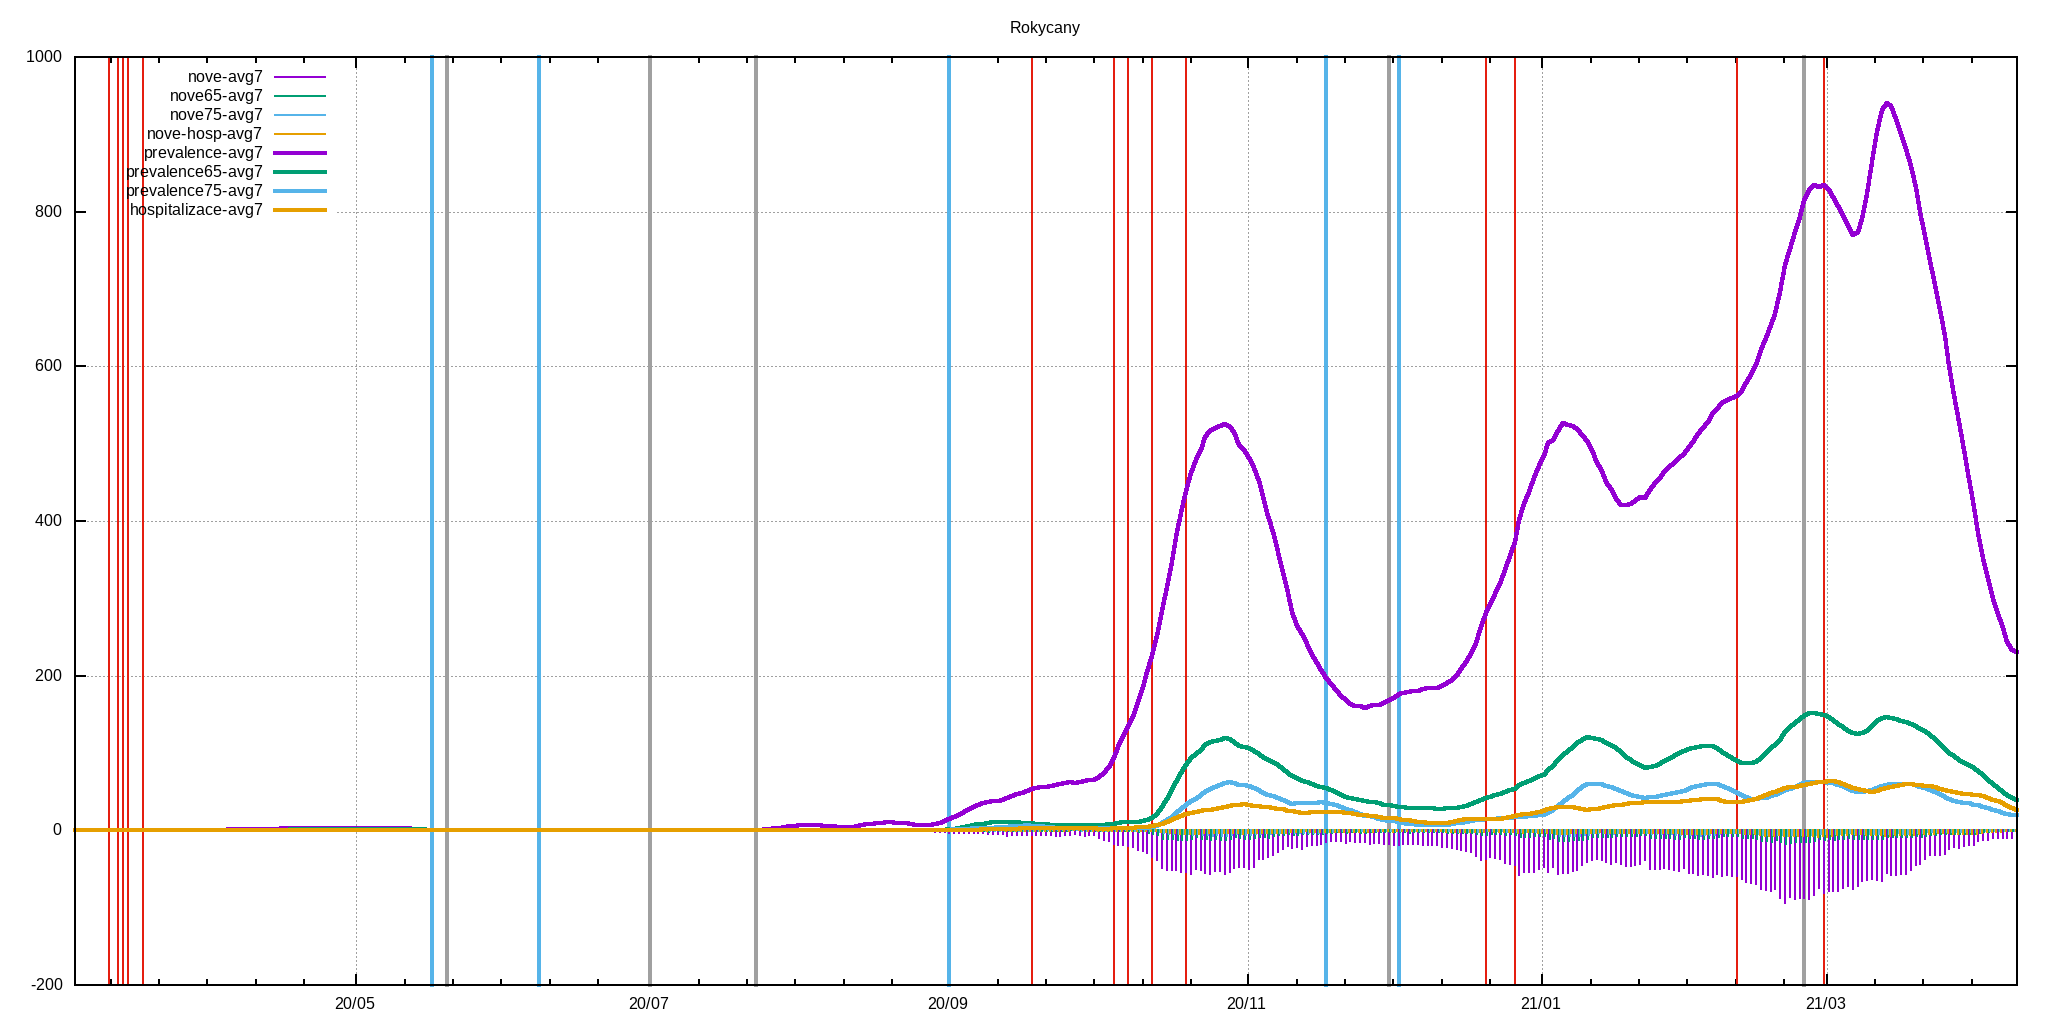 Rokycany
1000
800
600
400
200
0
-200
nove-avg7
nove65-avg7
nove75-avg7
nove-hosp-avg7
prevalence-avg7
prevalence65-avg7
prevalence75-avg7
hospitalizace-avg7
20/05 20/07 20/09 20/11 21/01 21/03